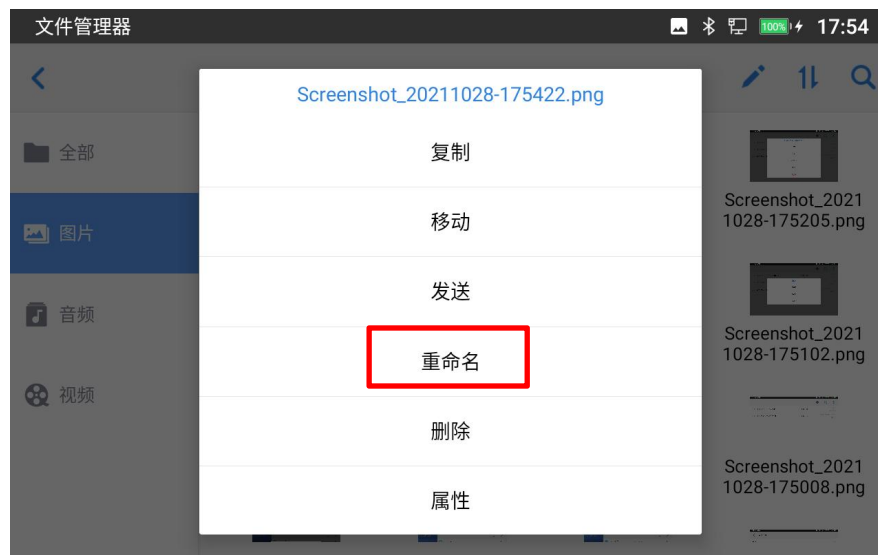 文件管理器
100%
17:54
Screenshot_20211028-175422.png
复制
移动
发送
重命名
删除
属性
全部
图片
音频
视频
Screenshot_2021
1028-175205.png
Screenshot_2021
1028-175102.png
Screenshot_2021
1028-175008.png